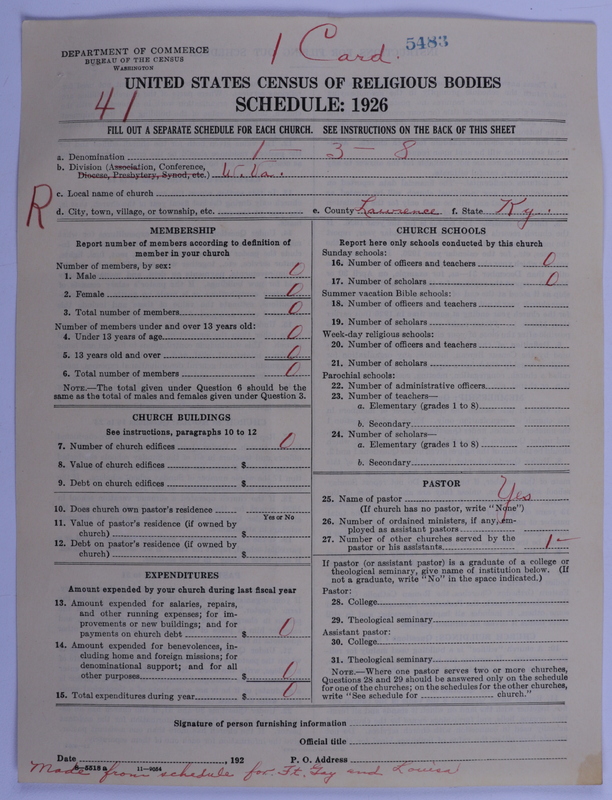 1 Card.
5483
DEPARTMENT OF COMMERCE
BUREAU OF THE CENSUS
WASHINGTON
UNITED STATES CENSUS OF RELIGIOUS BODIES
41
SCHEDULE: 1926
FILL OUT A SEPARATE SCHEDULE FOR EACH CHURCH. SEE INSTRUCTIONS ON THE BACK OF THIS SHEET
a. Denomination 1 — 3 — 8
b. Division (Association, Conference,
Diocese, Presbytery, Synod, etc.) W. Va.
R
c. Local name of church
d. City, town, village, or township, etc. e. County Lawrence f. State Ky.
MEMBERSHIP
Report number of members according to definition of
member in your church
Number of members, by sex:
1. Male 0
2. Female 0
3. Total number of members 0
Number of members under and over 13 years old:
4. Under 13 years of age 0
5. 13 years old and over 0
6. Total number of members 0
NOTE.—The total given under Question 6 should be the
same as the total of males and females given under Question 3.
CHURCH BUILDINGS
See instructions, paragraphs 10 to 12
7. Number of church edifices 0
8. Value of church edifices $
9. Debt on church edifices $
10. Does church own pastor's residence
Yes or No
11. Value of pastor's residence (if owned by
church) $
12. Debt on pastor's residence (if owned by
church) $
EXPENDITURES
Amount expended by your church during last fiscal year
13. Amount expended for salaries, repairs,
and other running expenses; for im-
provements or new buildings; and for
payments on church debt $ 0
14. Amount expended for benevolences, in-
cluding home and foreign missions; for
denominational support; and for all
other purposes $ 0
15. Total expenditures during year $ 0
CHURCH SCHOOLS
Report here only schools conducted by this church
Sunday schools:
16. Number of officers and teachers 0
17. Number of scholars 0
Summer vacation Bible schools:
18. Number of officers and teachers
19. Number of scholars
Week-day religious schools:
20. Number of officers and teachers
21. Number of scholars
Parochial schools:
22. Number of administrative officers
23. Number of teachers—
a. Elementary (grades 1 to 8)
b. Secondary
24. Number of scholars—
a. Elementary (grades 1 to 8)
b. Secondary
PASTOR
25. Name of pastor Yes
(If church has no pastor, write "None")
26. Number of ordained ministers, if any, em-
ployed as assistant pastors
27. Number of other churches served by the
pastor or his assistants 1 —
If pastor (or assistant pastor) is a graduate of a college or
theological seminary, give name of institution below. (If
not a graduate, write "No" in the space indicated.)
Pastor:
28. College
29. Theological seminary
Assistant pastor:
30. College
31. Theological seminary
NOTE.—Where one pastor serves two or more churches,
Questions 28 and 29 should be answered only on the schedule
for one of the churches; on the schedules for the other churches,
write "See schedule for church."
Signature of person furnishing information
Official title
Date , 192 P. O. Address
8—5518a 11—9054
Made from schedule for Ft. Gay and Louisa